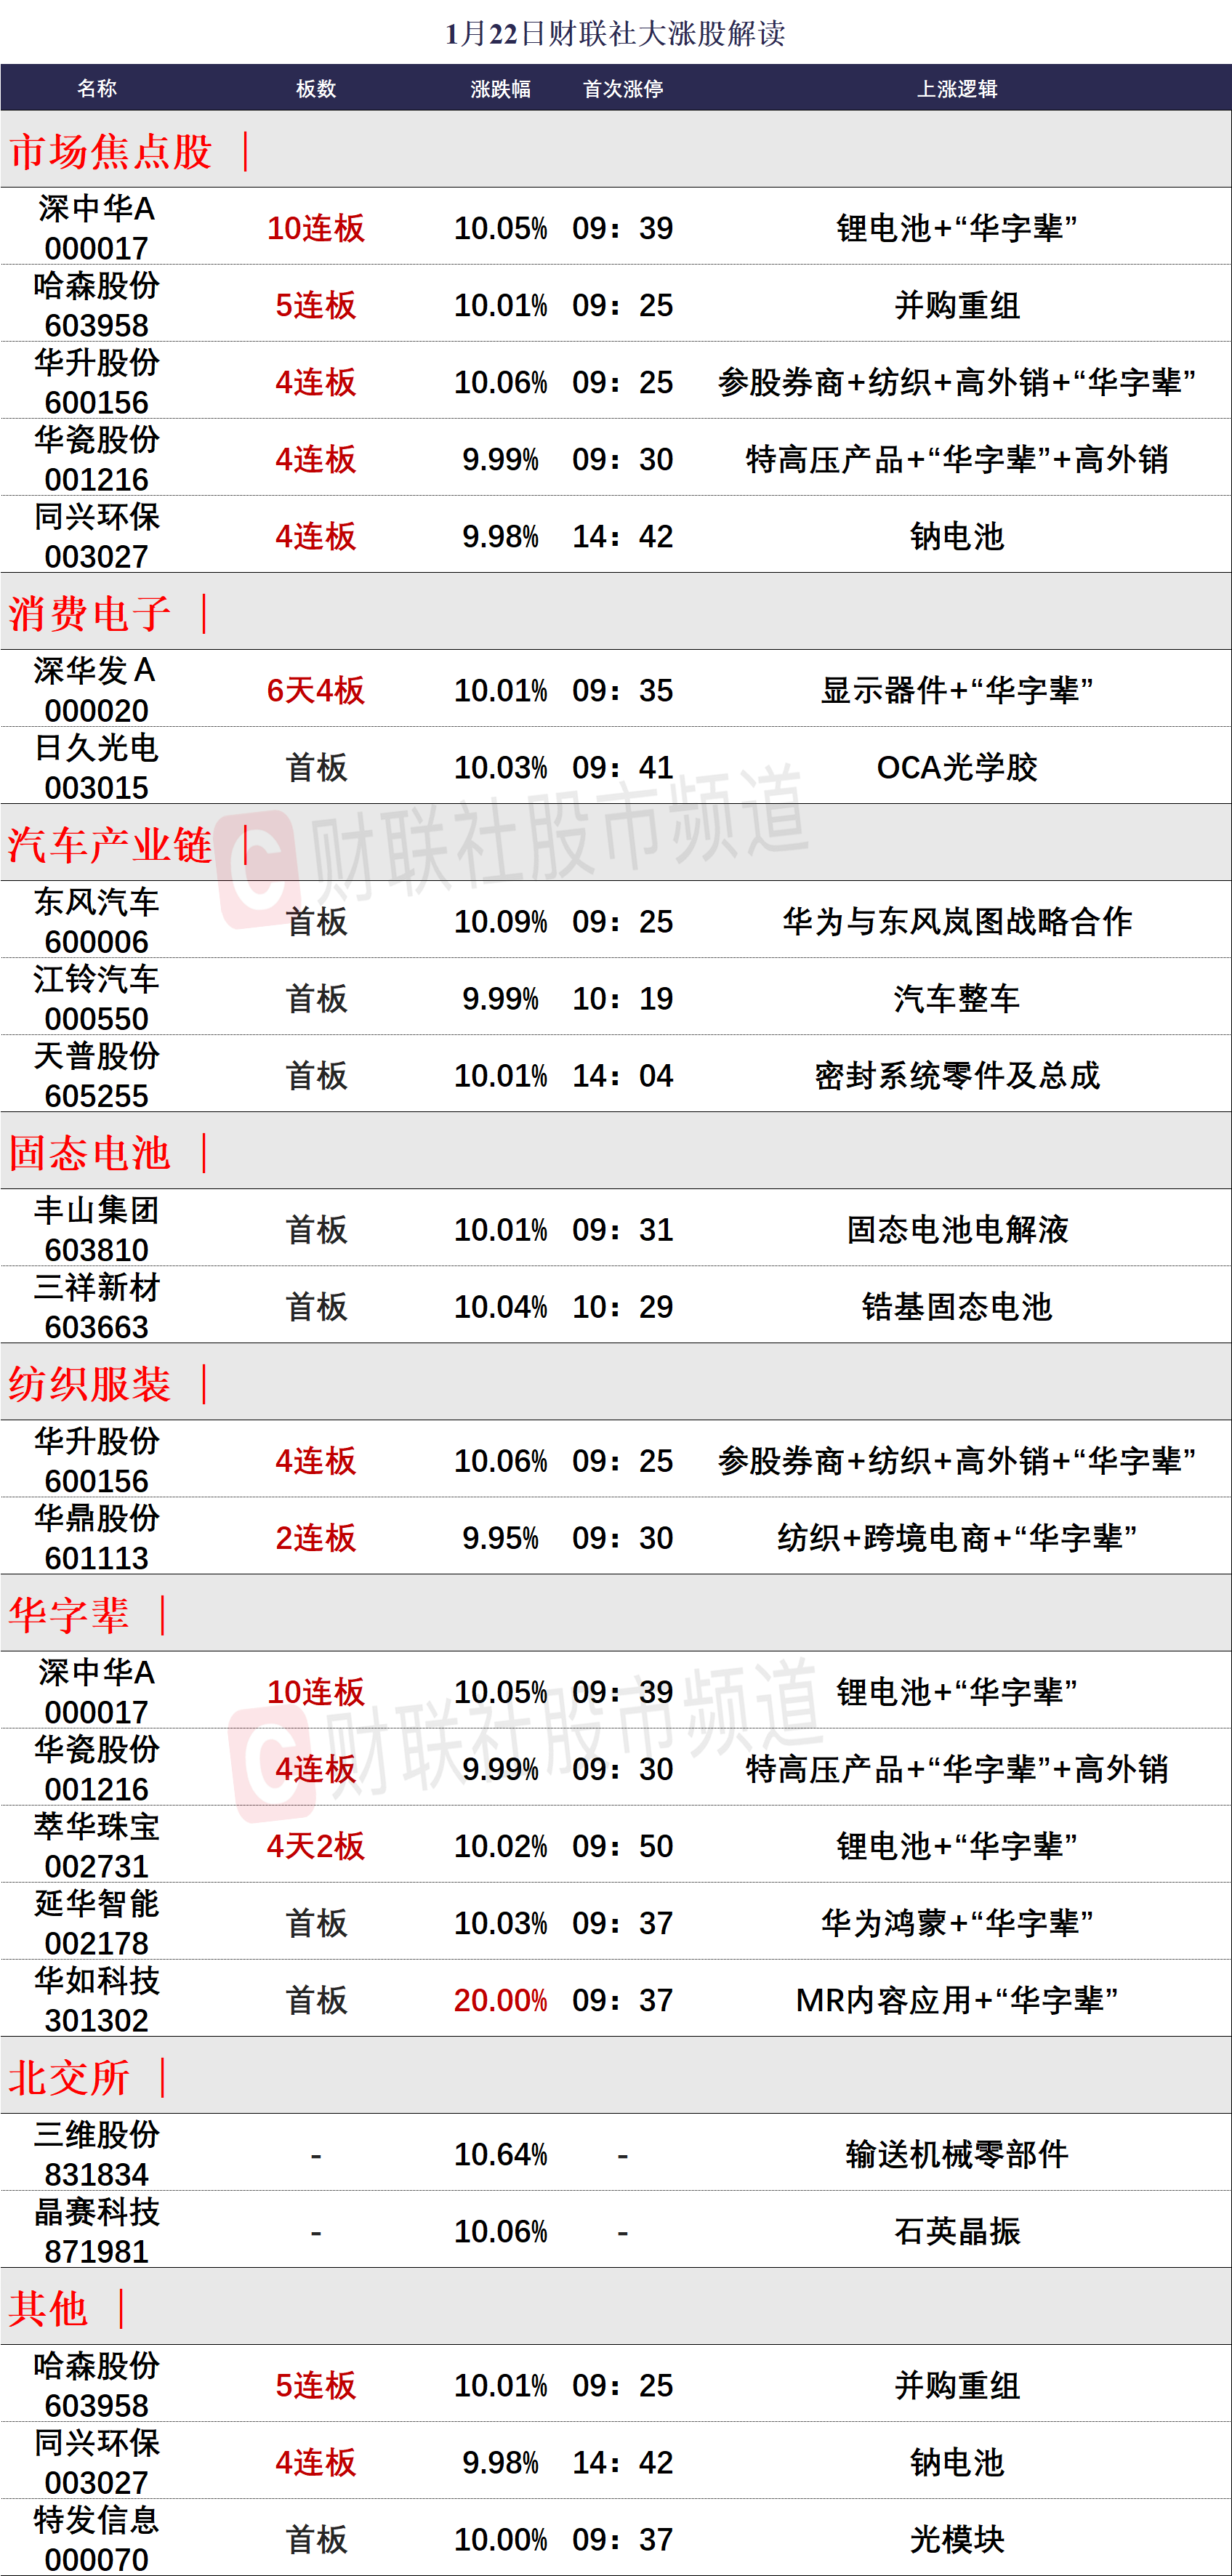 1月22日财联社大涨股解读
名称 板数 涨跌幅 首次涨停 上涨逻辑
市场焦点股 |
深中华A
000017 10连板 10.05% 09：39 锂电池+“华字辈”
哈森股份
603958 5连板 10.01% 09：25 并购重组
华升股份
600156 4连板 10.06% 09：25 参股券商+纺织+高外销+“华字辈”
华瓷股份
001216 4连板 9.99% 09：30 特高压产品+“华字辈”+高外销
同兴环保
003027 4连板 9.98% 14：42 钠电池
消费电子 |
深华发Ａ
000020 6天4板 10.01% 09：35 显示器件+“华字辈”
日久光电
003015 首板 10.03% 09：41 OCA光学胶
财联社股市频道
汽车产业链 |
东风汽车
600006 首板 10.09% 09：25 华为与东风岚图战略合作
江铃汽车
000550 首板 9.99% 10：19 汽车整车
天普股份
605255 首板 10.01% 14：04 密封系统零件及总成
固态电池 |
丰山集团
603810 首板 10.01% 09：31 固态电池电解液
三祥新材
603663 首板 10.04% 10：29 锆基固态电池
纺织服装 |
华升股份
600156 4连板 10.06% 09：25 参股券商+纺织+高外销+“华字辈”
华鼎股份
601113 2连板 9.95% 09：30 纺织+跨境电商+“华字辈”
华字辈 |
深中华A
000017 10连板 10.05% 09：39 锂电池+“华字辈”
财联社股市频道
华瓷股份
001216 4连板 9.99% 09：30 特高压产品+“华字辈”+高外销
萃华珠宝
002731 4天2板 10.02% 09：50 锂电池+“华字辈”
延华智能
002178 首板 10.03% 09：37 华为鸿蒙+“华字辈”
华如科技
301302 首板 20.00% 09：37 MR内容应用+“华字辈”
北交所 |
三维股份
831834 - 10.64% - 输送机械零部件
晶赛科技
871981 - 10.06% - 石英晶振
其他 |
哈森股份
603958 5连板 10.01% 09：25 并购重组
同兴环保
003027 4连板 9.98% 14：42 钠电池
特发信息
000070 首板 10.00% 09：37 光模块